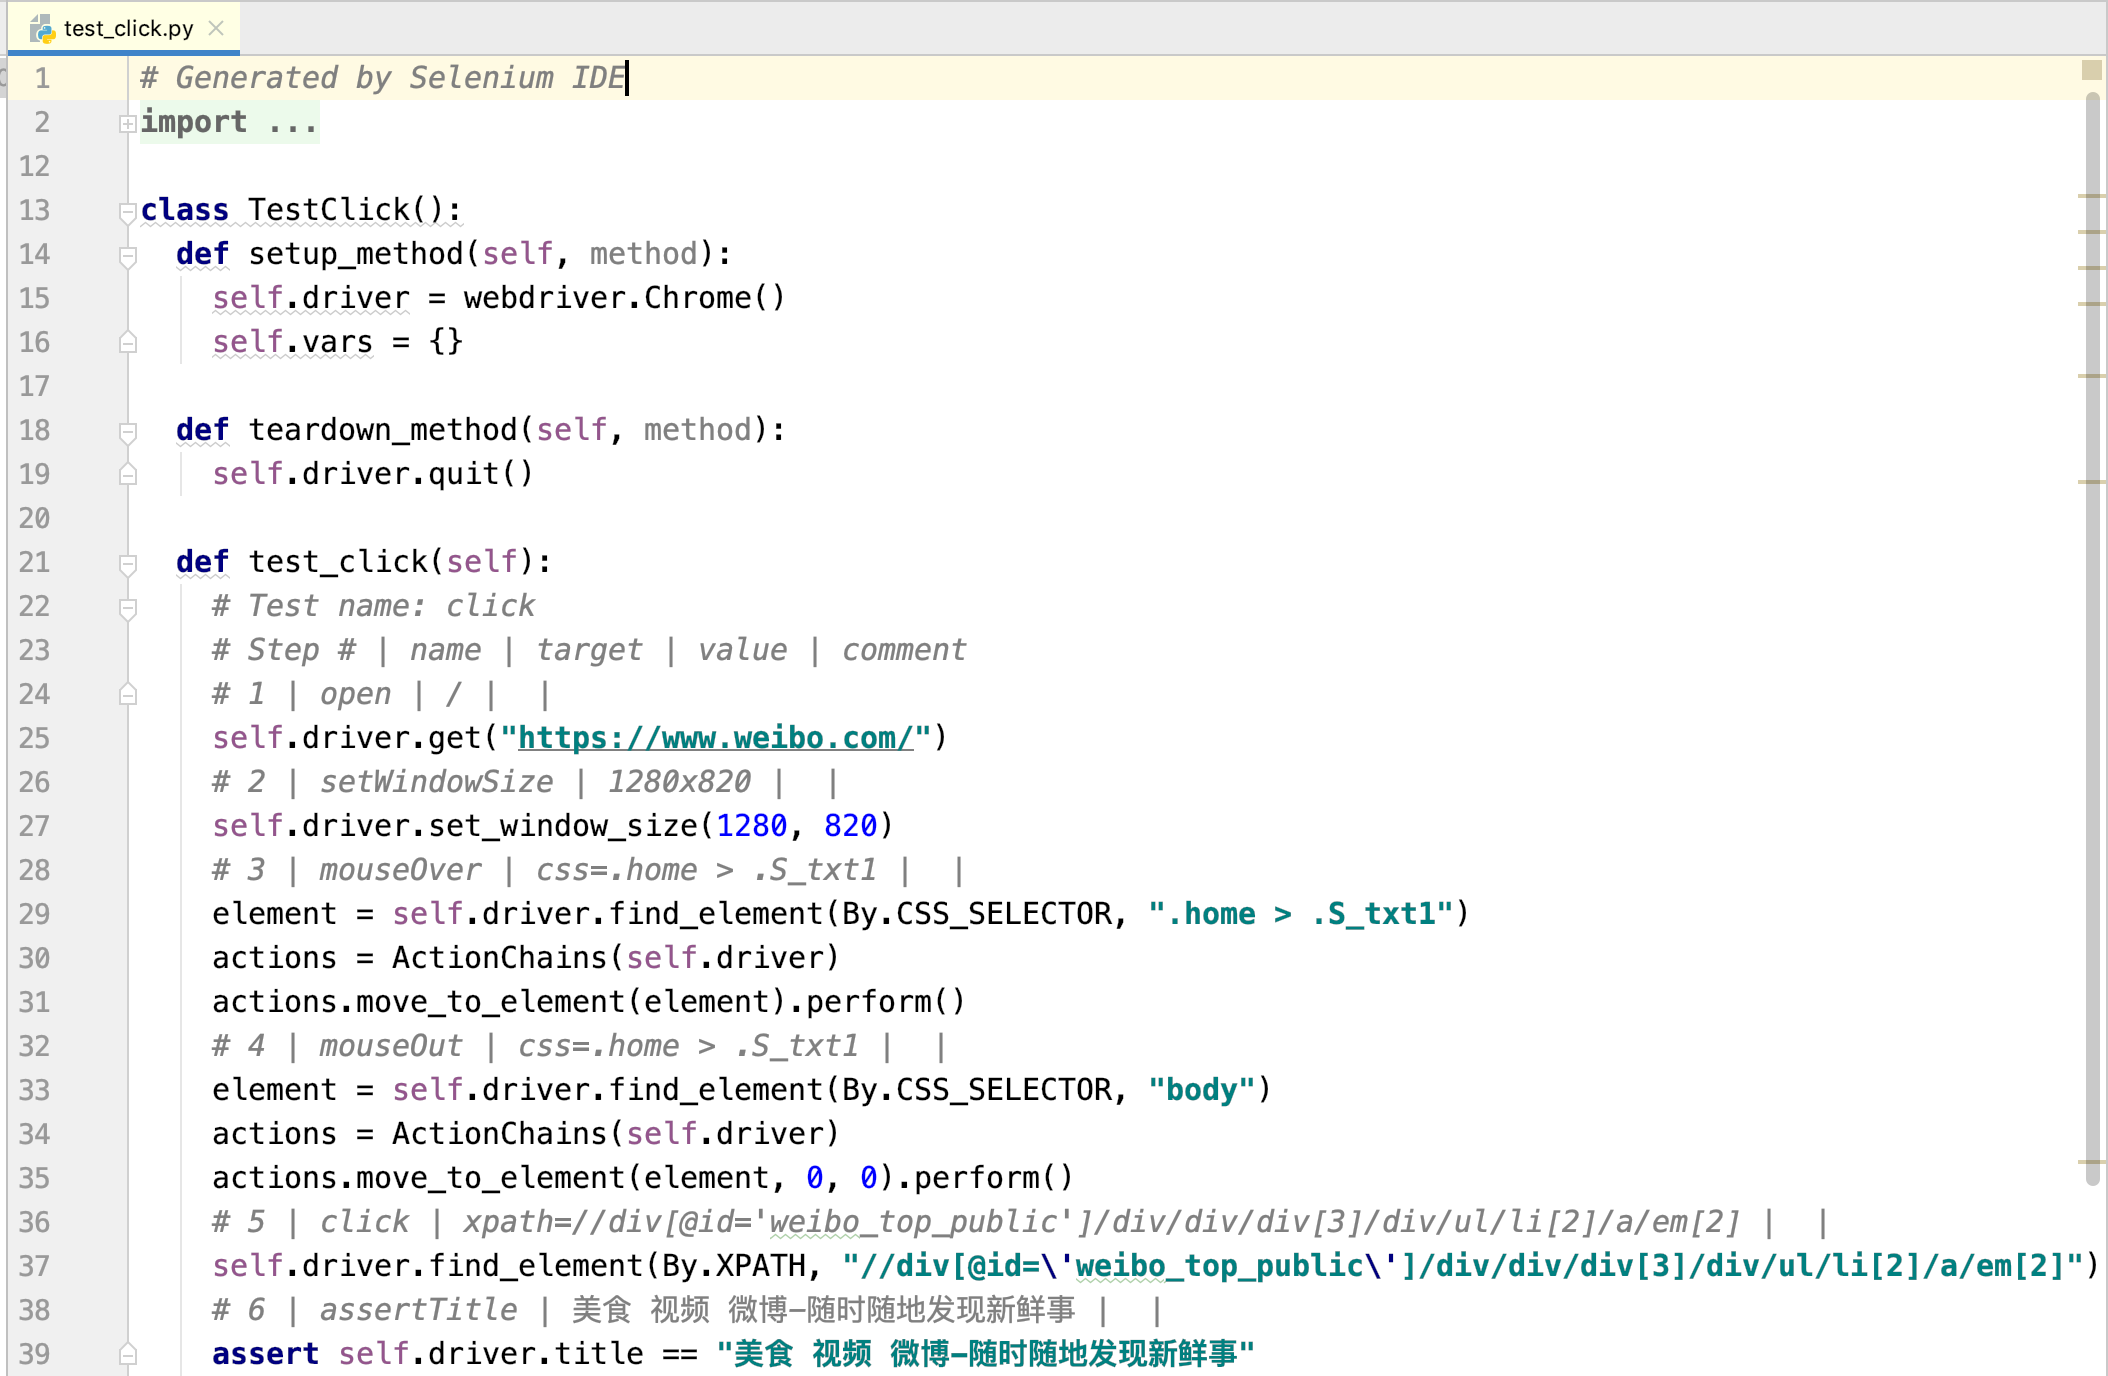 test_click.py
1 # Generated by Selenium IDE
2 import ...
12
13 class TestClick():
14 def setup_method(self, method):
15 self.driver = webdriver.Chrome()
16 self.vars = {}
17
18 def teardown_method(self, method):
19 self.driver.quit()
20
21 def test_click(self):
22 # Test name: click
23 # Step # | name | target | value | comment
24 # 1 | open | / |  |
25 self.driver.get("https://www.weibo.com/")
26 # 2 | setWindowSize | 1280x820 |  |
27 self.driver.set_window_size(1280, 820)
28 # 3 | mouseOver | css=.home > .S_txt1 |  |
29 element = self.driver.find_element(By.CSS_SELECTOR, ".home > .S_txt1")
30 actions = ActionChains(self.driver)
31 actions.move_to_element(element).perform()
32 # 4 | mouseOut | css=.home > .S_txt1 |  |
33 element = self.driver.find_element(By.CSS_SELECTOR, "body")
34 actions = ActionChains(self.driver)
35 actions.move_to_element(element, 0, 0).perform()
36 # 5 | click | xpath=//div[@id='weibo_top_public']/div/div/div[3]/div/ul/li[2]/a/em[2] |  |
37 self.driver.find_element(By.XPATH, "//div[@id=\'weibo_top_public\']/div/div/div[3]/div/ul/li[2]/a/em[2]")
38 # 6 | assertTitle | 美食 视频 微博-随时随地发现新鲜事 |  |
39 assert self.driver.title == "美食 视频 微博-随时随地发现新鲜事"